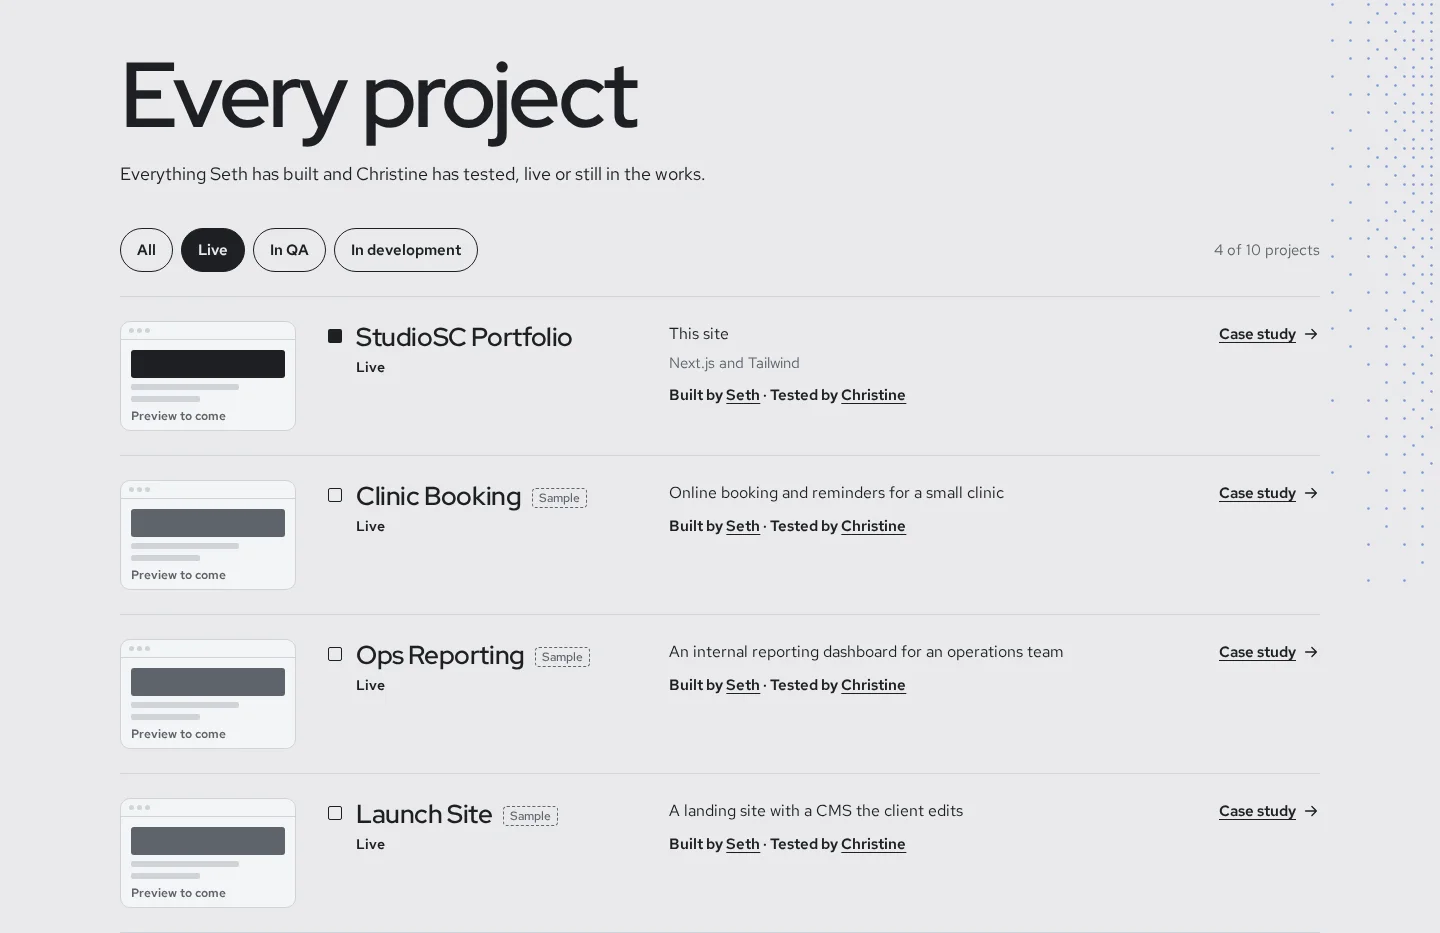 Every project
Everything Seth has built and Christine has tested, live or still in the works.
All
Live
In QA
In development
4 of 10 projects
Preview to come
StudioSC Portfolio
Live
This site
Next.js and Tailwind
Built by Seth · Tested by Christine
Case study →
Preview to come
Clinic Booking
Sample
Live
Online booking and reminders for a small clinic
Built by Seth · Tested by Christine
Case study →
Preview to come
Ops Reporting
Sample
Live
An internal reporting dashboard for an operations team
Built by Seth · Tested by Christine
Case study →
Preview to come
Launch Site
Sample
Live
A landing site with a CMS the client edits
Built by Seth · Tested by Christine
Case study →